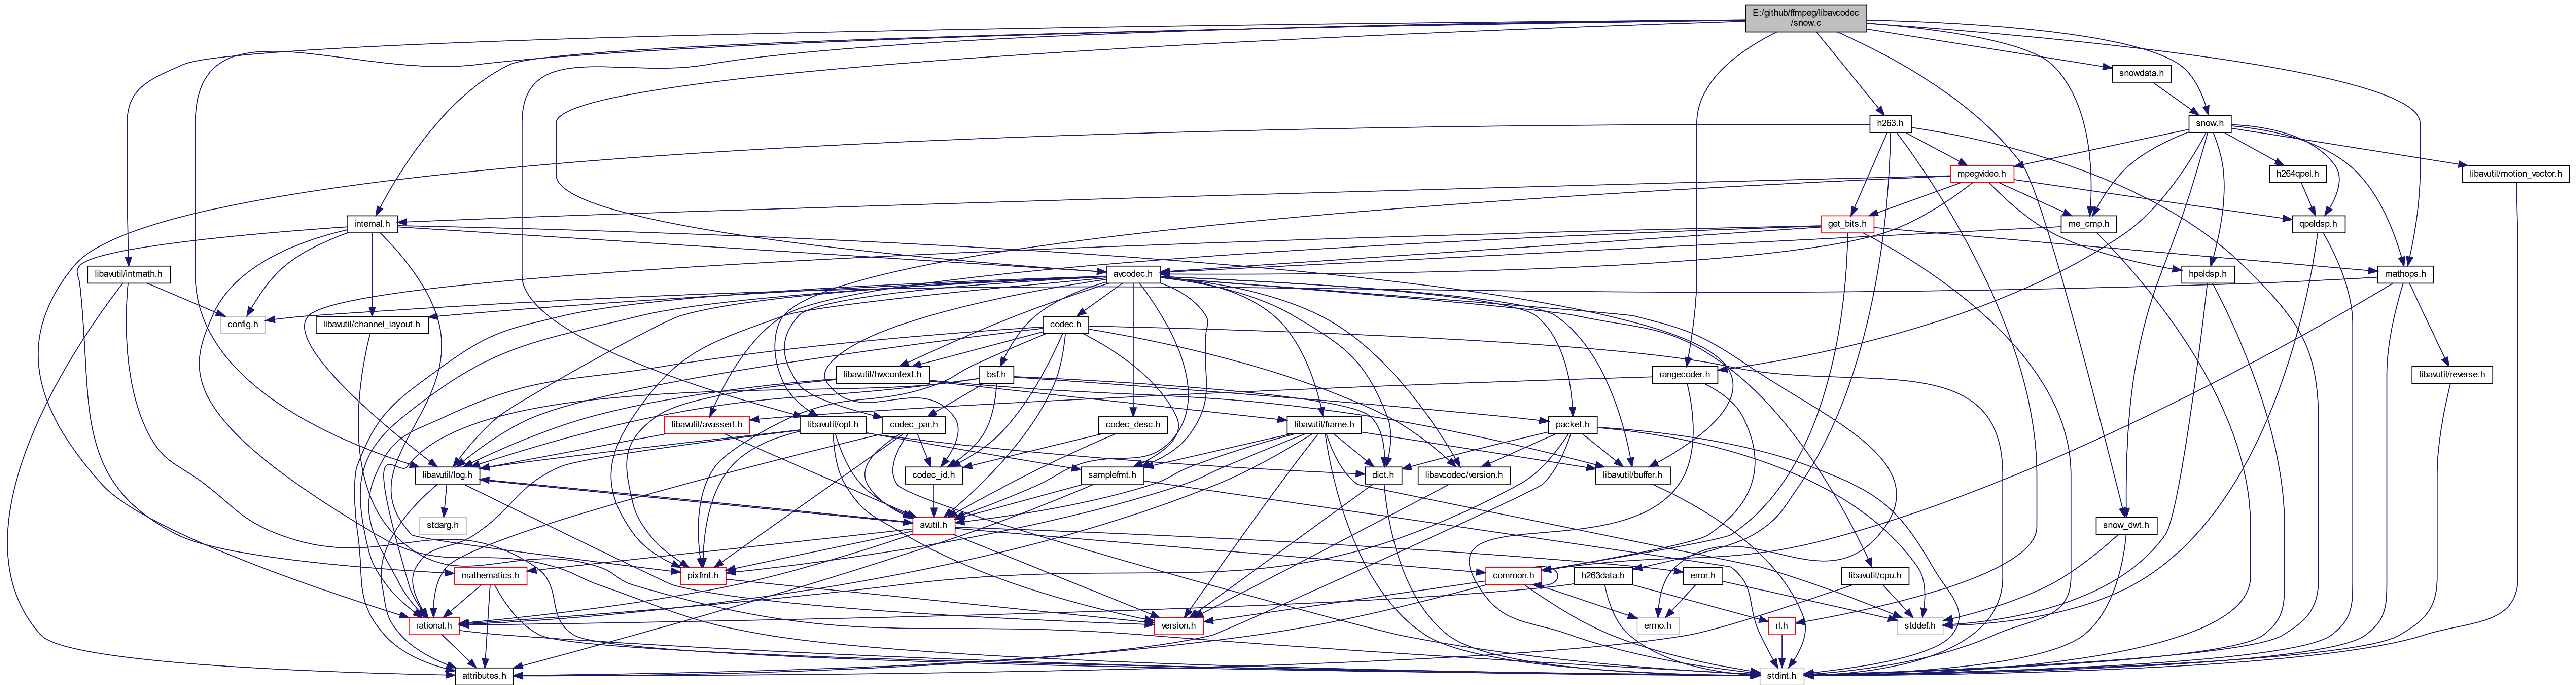 E:/github/ffmpeg/libavcodec
/snow.c
snowdata.h
h263.h
snow.h
mpegvideo.h
h264qpel.h
libavutil/motion_vector.h
internal.h
get_bits.h
me_cmp.h
qpeldsp.h
libavutil/intmath.h
avcodec.h
hpeldsp.h
mathops.h
config.h
libavutil/channel_layout.h
codec.h
libavutil/hwcontext.h
bsf.h
rangecoder.h
libavutil/reverse.h
libavutil/avassert.h
libavutil/opt.h
codec_par.h
codec_desc.h
libavutil/frame.h
packet.h
libavutil/log.h
codec_id.h
samplefmt.h
dict.h
libavcodec/version.h
libavutil/buffer.h
stdarg.h
avutil.h
snow_dwt.h
mathematics.h
pixfmt.h
common.h
h263data.h
error.h
libavutil/cpu.h
rational.h
version.h
errno.h
rl.h
stddef.h
attributes.h
stdint.h